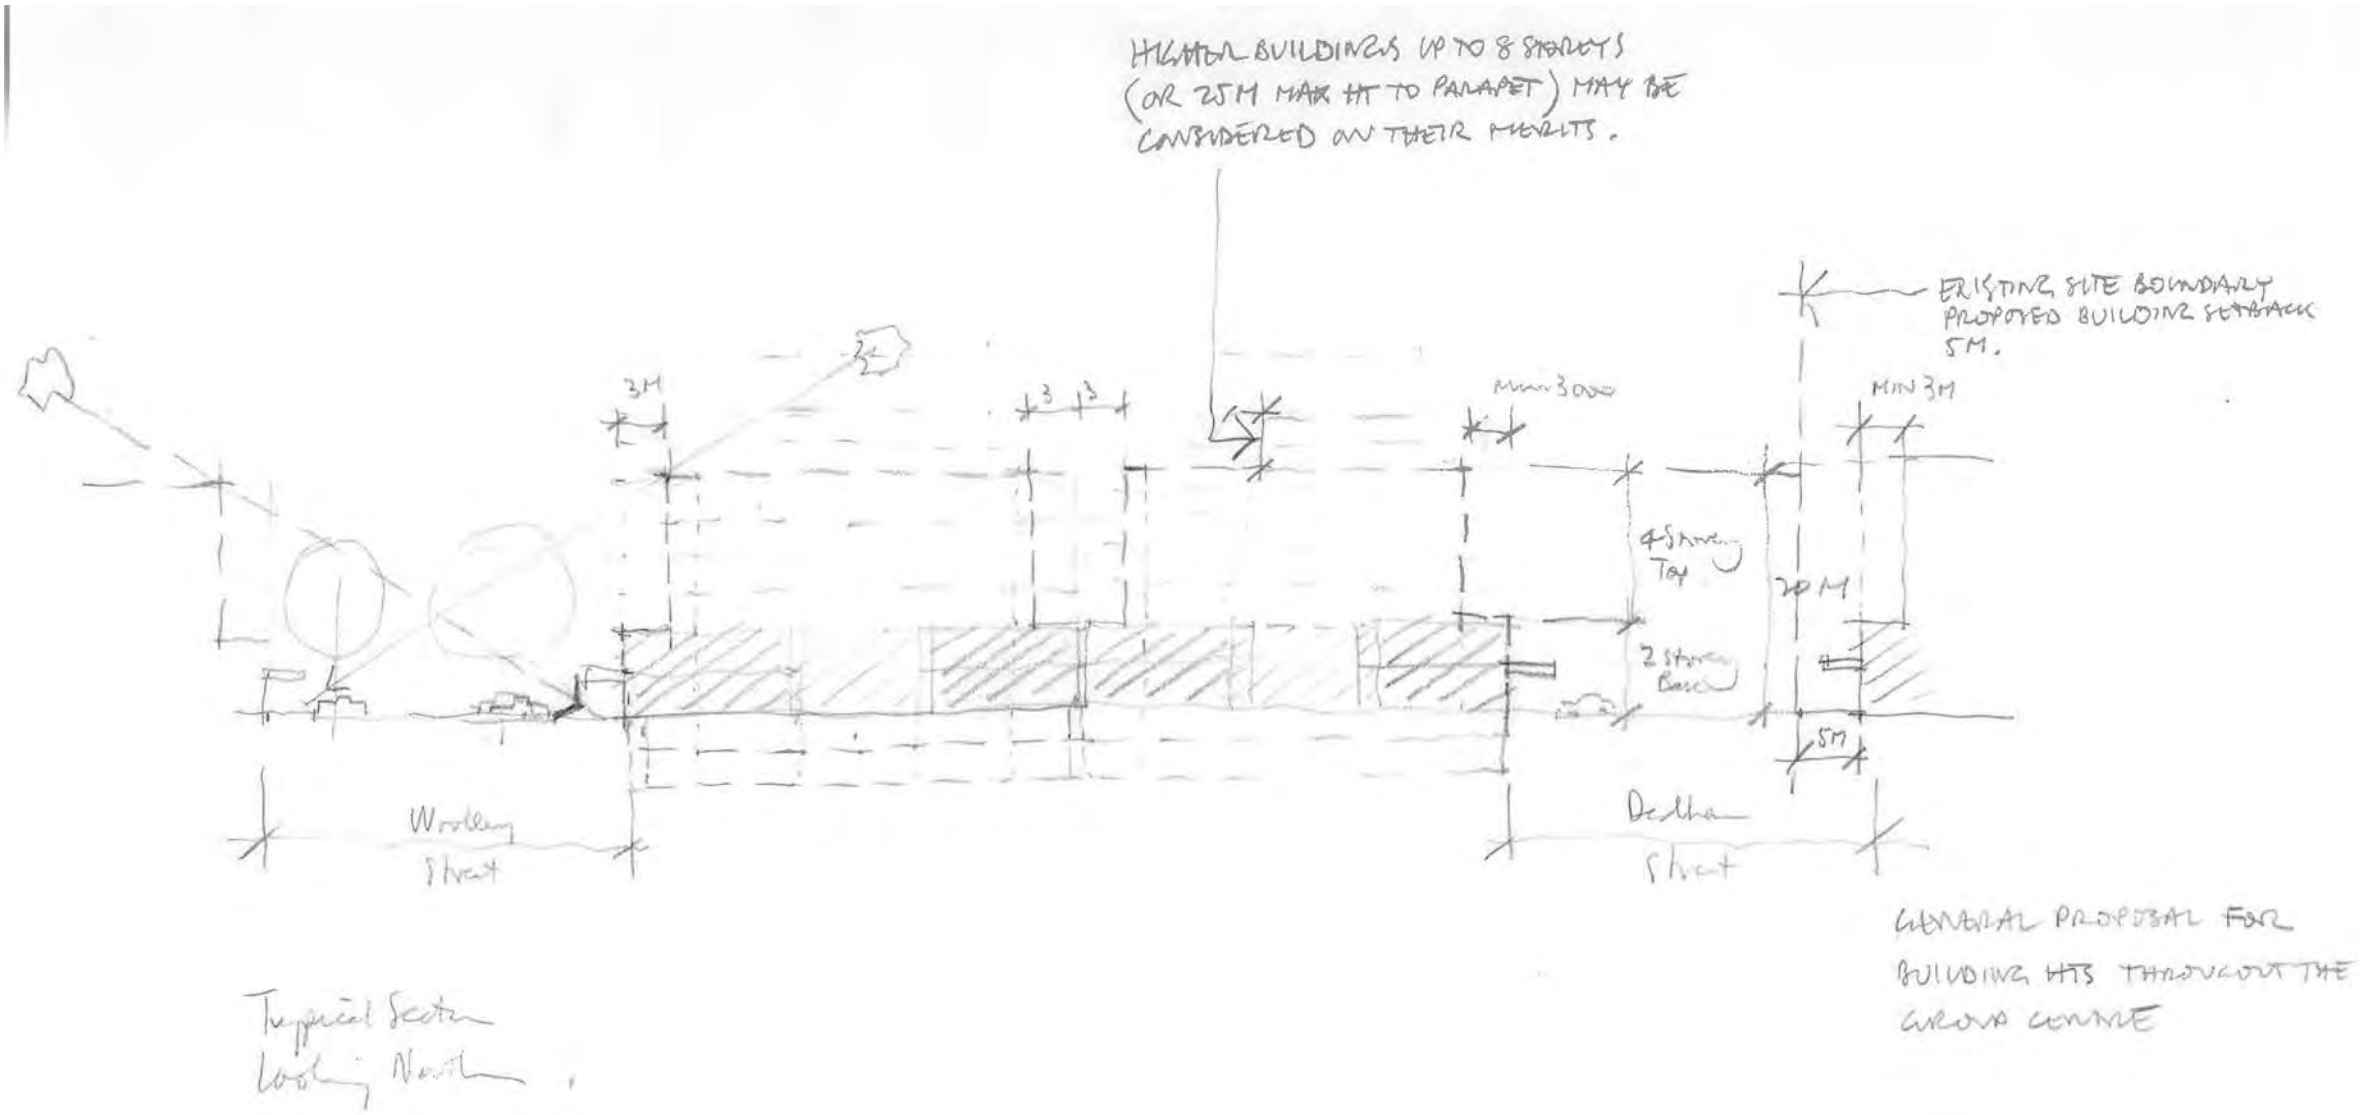 HIGHER BUILDINGS UP TO 8 STOREYS
(OR 25M MAX HT TO PARAPET) MAY BE
CONSIDERED ON THEIR MERITS.
EXISTING SITE BOUNDARY
PROPOSED BUILDING SETBACK
5M.
3M
3 3
MIN 3000
MIN 3M
4 Storey
Top
20 M
2 Storey
Base
5M
Woolley
Street
Dedham
Street
GENERAL PROPOSAL FOR
BUILDING HTS THROUGOUT THE
GROUP CENTRE
Typical Section
Looking North